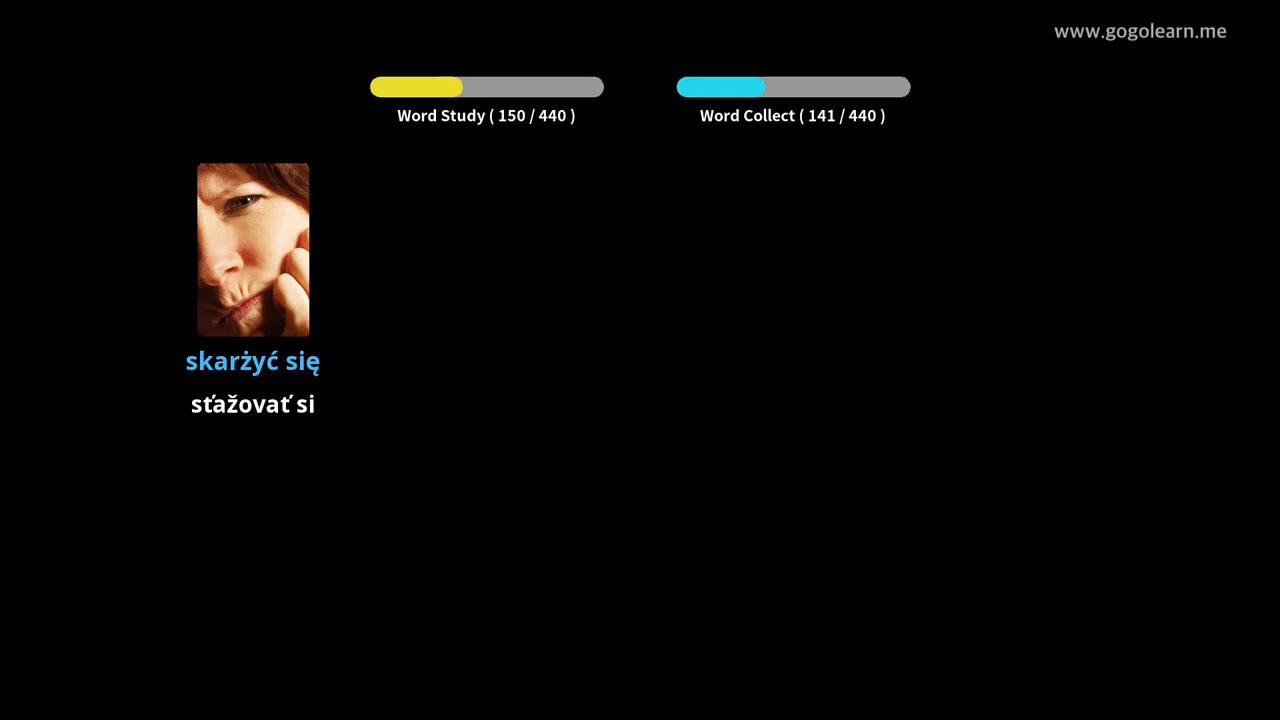 www.gogolearn.me
Word Study ( 150 / 440 )
Word Collect ( 141 / 440 )
skarżyć się
sťažovať si